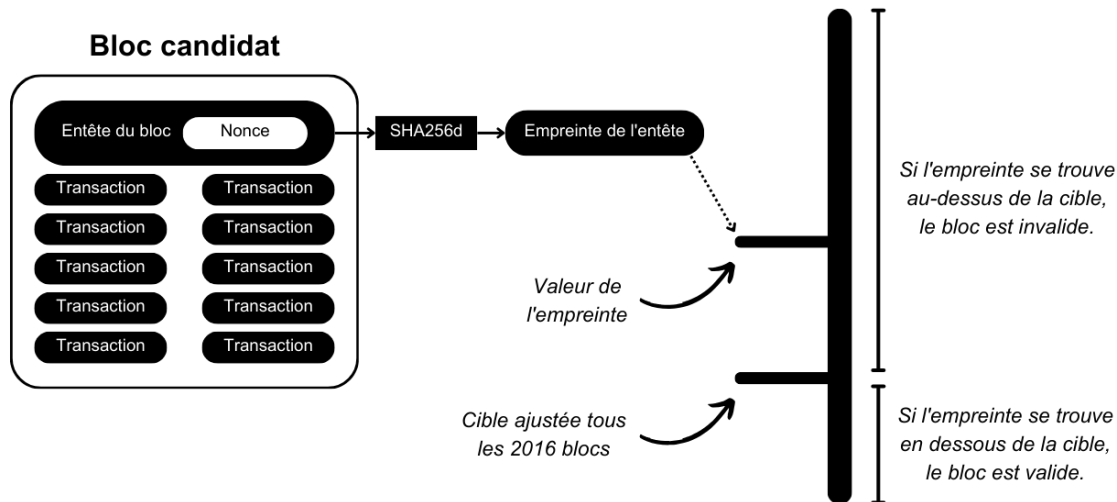 Bloc candidat
Entête du bloc
Nonce
SHA256d
Empreinte de l'entête
Transaction
Transaction
Transaction
Transaction
Transaction
Transaction
Transaction
Transaction
Transaction
Transaction
Valeur de
l'empreinte
Cible ajustée tous
les 2016 blocs
Si l'empreinte se trouve
au-dessus de la cible,
le bloc est invalide.
Si l'empreinte se trouve
en dessous de la cible,
le bloc est valide.